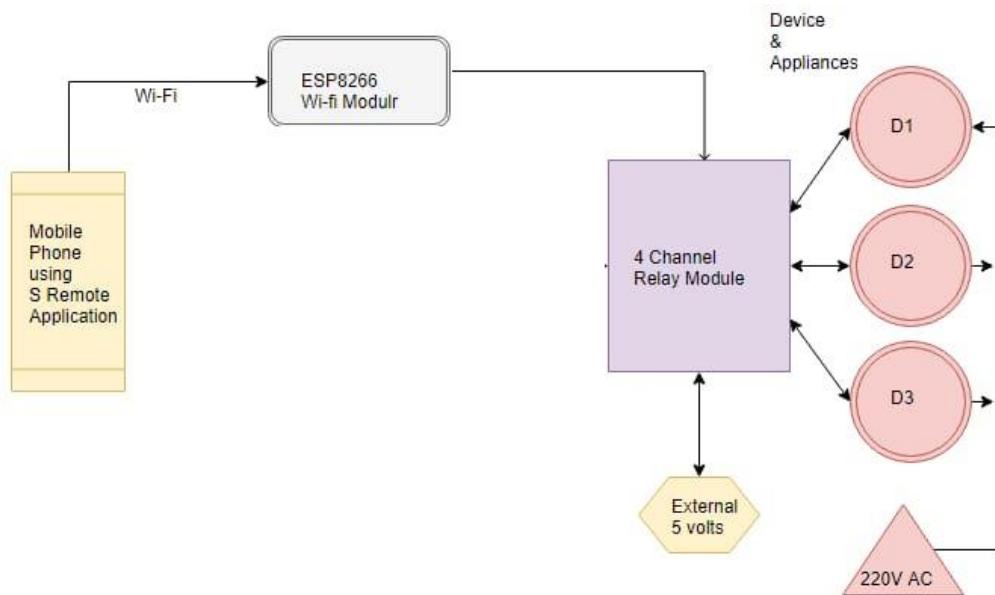 Device
&
Appliances
ESP8266
Wi-fi Modulr
Wi-Fi
D1
Mobile
Phone
using
S Remote
Application
4 Channel
Relay Module
D2
D3
External
5 volts
220V AC